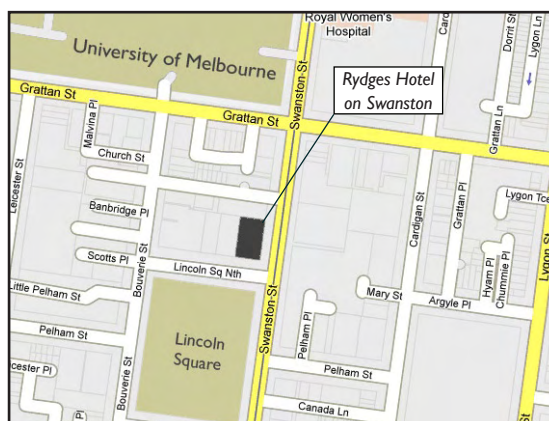 Royal Women's
Hospital
University of Melbourne
Rydges Hotel
on Swanston
Swanston St
Dorrit St
Lygon Ln
Grattan St
Grattan St
Malvina Pl
Grattan Ln
Church St
Leicester St
Banbridge Pl
Cardigan St
Grattan Pl
Lygon Tce
Scotts Pl
Bouverie St
Lincoln Sq Nth
Hyam Pl
Chummie Pl
Lygon St
Little Pelham St
Swanston St
Mary St
Argyle Pl
Pelham St
Lincoln
Square
Pelham Pl
Pelham St
Bouverie St
cester Pl
Canada Ln
St